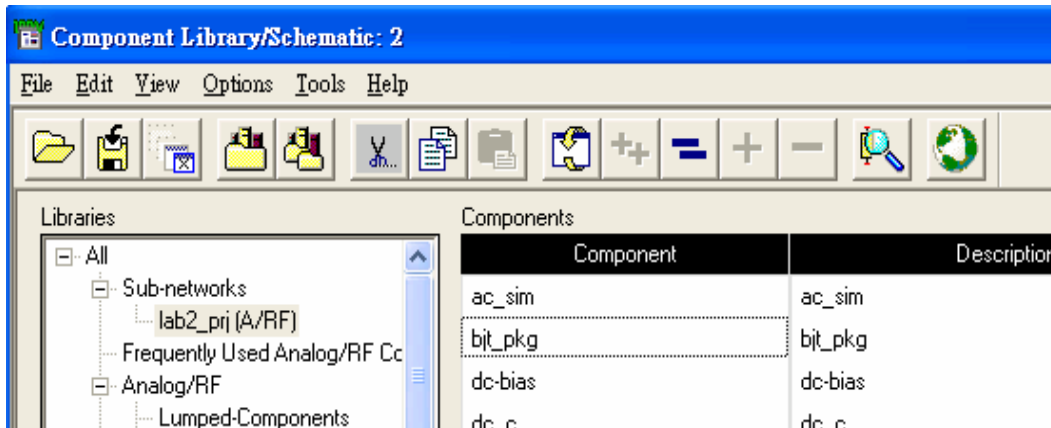 Component Library/Schematic: 2
File Edit View Options Tools Help
Libraries
All
Sub-networks
lab2_prj (A/RF)
Frequently Used Analog/RF Cc
Analog/RF
Lumped-Components
Components
Component Description
ac_sim ac_sim
bjt_pkg bjt_pkg
dc-bias dc-bias